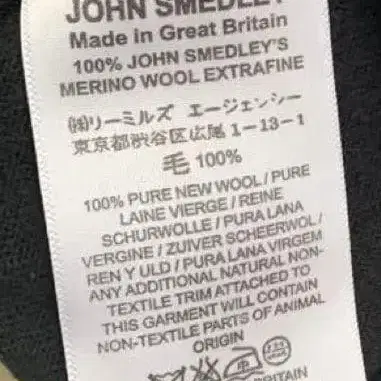 JOHN SMEDLEY
Made in Great Britain
100% JOHN SMEDLEY'S
MERINO WOOL EXTRAFINE
㈱リーミルズ エージェンシー
東京都渋谷区広尾 1-13-1
毛 100%
100% PURE NEW WOOL / PURE
LAINE VIERGE / REINE
SCHURWOLLE / PURA LANA
VERGINE / ZUIVER SCHEERWOL /
REN Y ULD / PURA LANA VIRGEM
ANY ADDITIONAL NATURAL NON-
TEXTILE TRIM ATTACHED TO
THIS GARMENT WILL CONTAIN
NON-TEXTILE PARTS OF ANIMAL
ORIGIN
BRITAIN